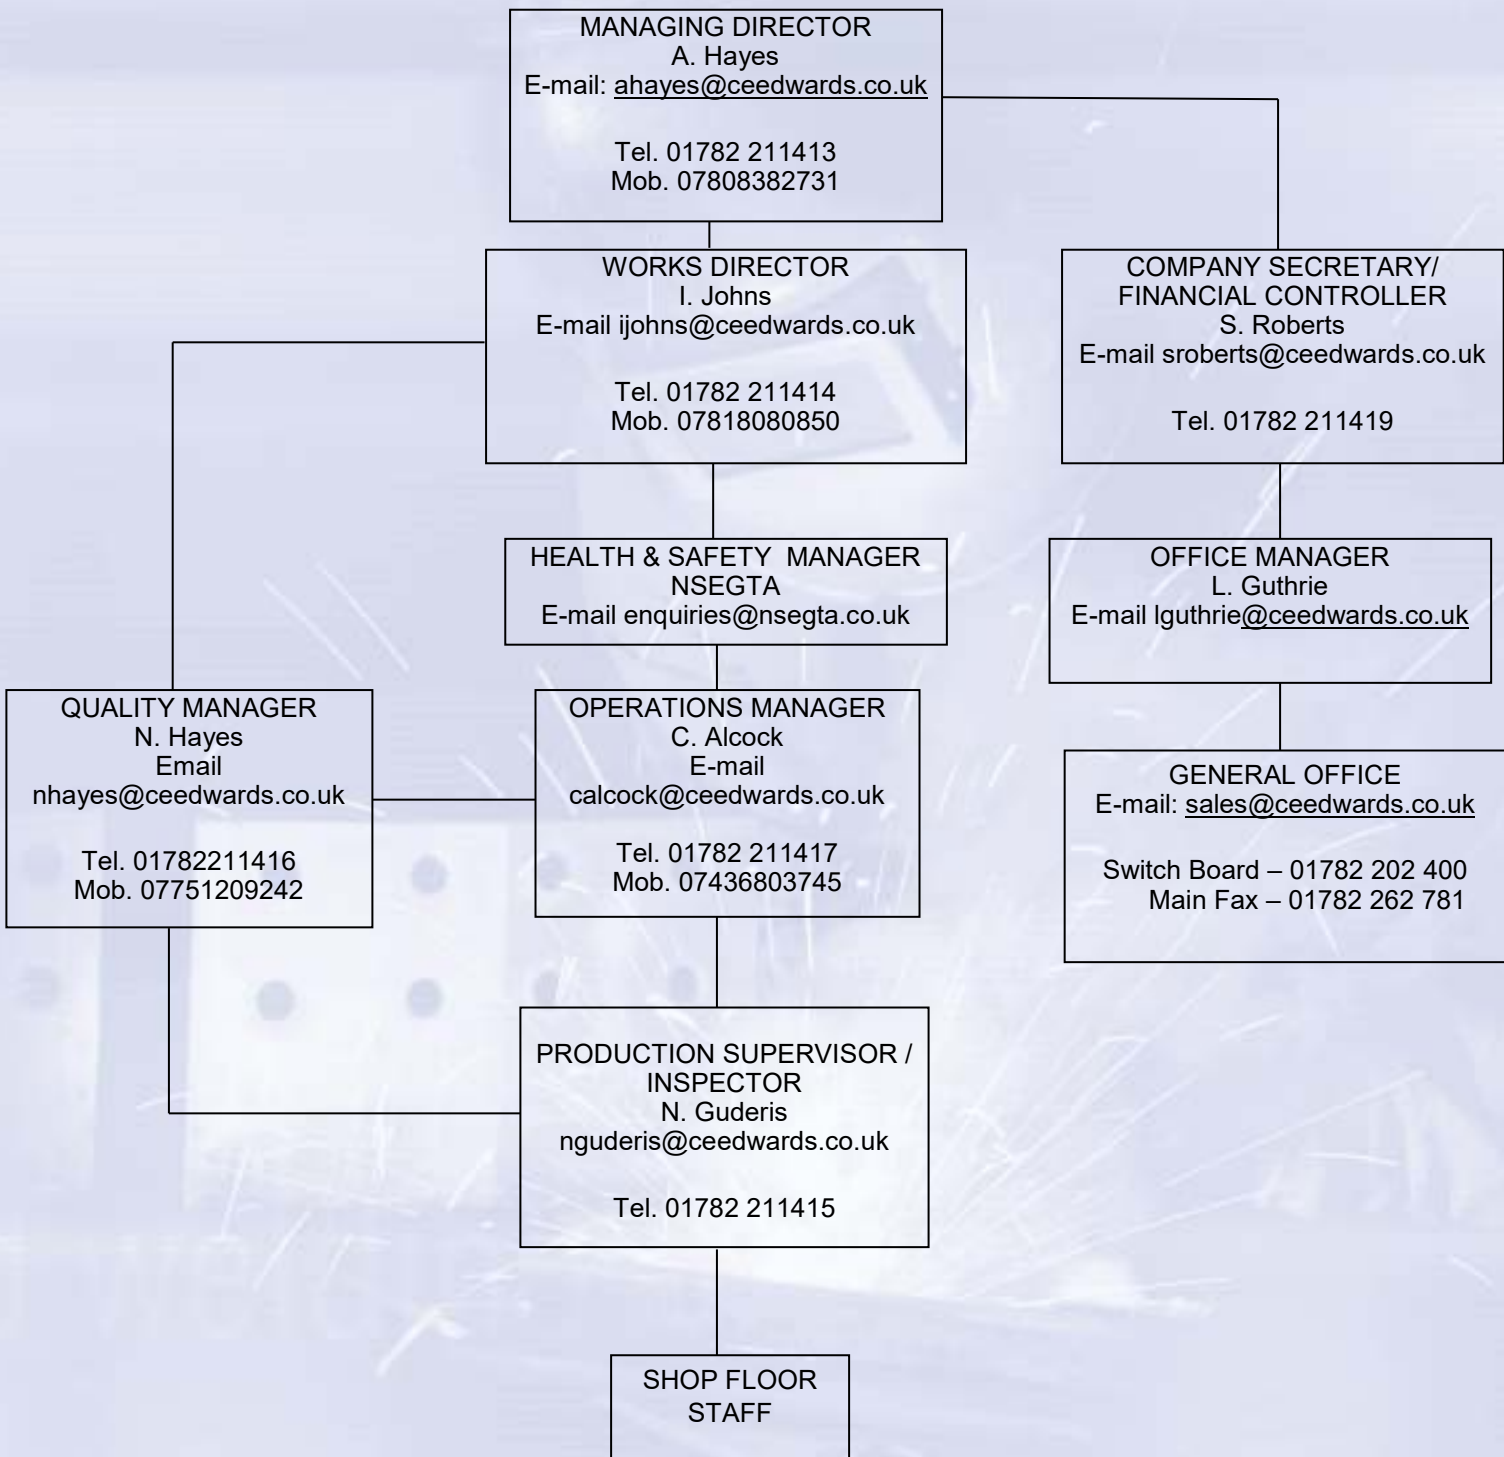 MANAGING DIRECTOR
A. Hayes
E-mail: ahayes@ceedwards.co.uk
Tel. 01782 211413
Mob. 07808382731
WORKS DIRECTOR
I. Johns
E-mail ijohns@ceedwards.co.uk
Tel. 01782 211414
Mob. 07818080850
COMPANY SECRETARY/
FINANCIAL CONTROLLER
S. Roberts
E-mail sroberts@ceedwards.co.uk
Tel. 01782 211419
HEALTH & SAFETY  MANAGER
NSEGTA
E-mail enquiries@nsegta.co.uk
OFFICE MANAGER
L. Guthrie
E-mail lguthrie@ceedwards.co.uk
QUALITY MANAGER
N. Hayes
Email
nhayes@ceedwards.co.uk
Tel. 01782211416
Mob. 07751209242
OPERATIONS MANAGER
C. Alcock
E-mail
calcock@ceedwards.co.uk
Tel. 01782 211417
Mob. 07436803745
GENERAL OFFICE
E-mail: sales@ceedwards.co.uk
Switch Board – 01782 202 400
Main Fax – 01782 262 781
PRODUCTION SUPERVISOR /
INSPECTOR
N. Guderis
nguderis@ceedwards.co.uk
Tel. 01782 211415
SHOP FLOOR
STAFF